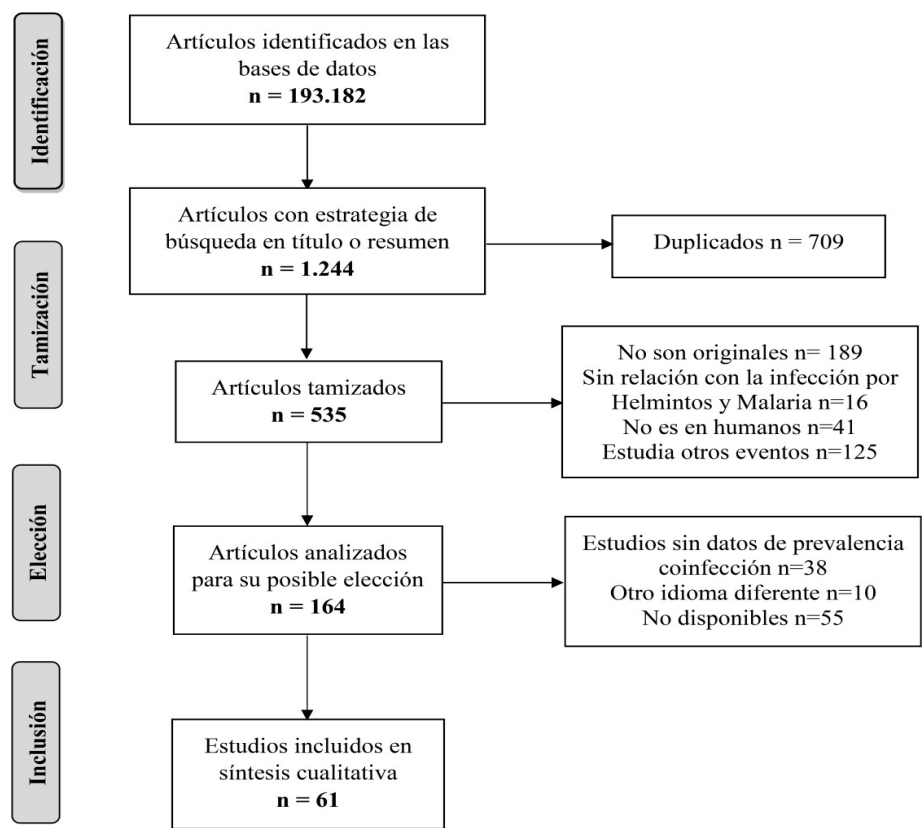 Identificación
Artículos identificados en las
bases de datos
n = 193.182
Artículos con estrategia de
búsqueda en título o resumen
n = 1.244
Duplicados n = 709
Tamización
Artículos tamizados
n = 535
No son originales n= 189
Sin relación con la infección por
Helmintos y Malaria n=16
No es en humanos n=41
Estudia otros eventos n=125
Elección
Artículos analizados
para su posible elección
n = 164
Estudios sin datos de prevalencia
coinfección n=38
Otro idioma diferente n=10
No disponibles n=55
Inclusión
Estudios incluidos en
síntesis cualitativa
n = 61